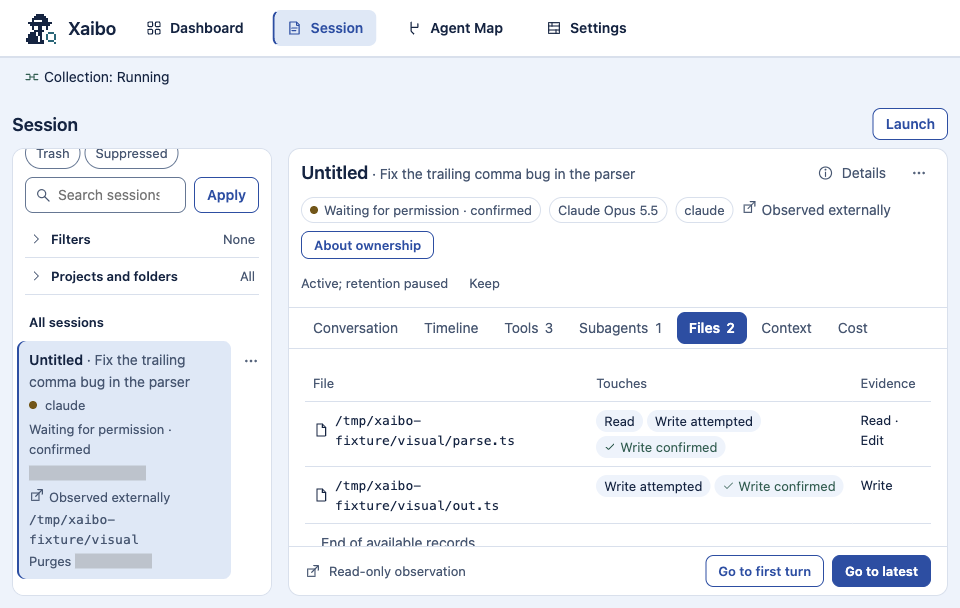 Xaibo
Dashboard
Session
Agent Map
Settings
Collection: Running
Session
Launch
Trash
Suppressed
Search sessions
Apply
Filters
None
Projects and folders
All
All sessions
Untitled · Fix the trailing
comma bug in the parser
claude
Waiting for permission ·
confirmed
Observed externally
/tmp/xaibo-
fixture/visual
Purges
Untitled · Fix the trailing comma bug in the parser
Details
Waiting for permission · confirmed
Claude Opus 5.5
claude
Observed externally
About ownership
Active; retention paused
Keep
Conversation
Timeline
Tools 3
Subagents 1
Files 2
Context
Cost
File
Touches
Evidence
/tmp/xaibo-
fixture/visual/parse.ts
Read
Write attempted
Write confirmed
Read ·
Edit
/tmp/xaibo-
fixture/visual/out.ts
Write attempted
Write confirmed
Write
End of available records
Read-only observation
Go to first turn
Go to latest